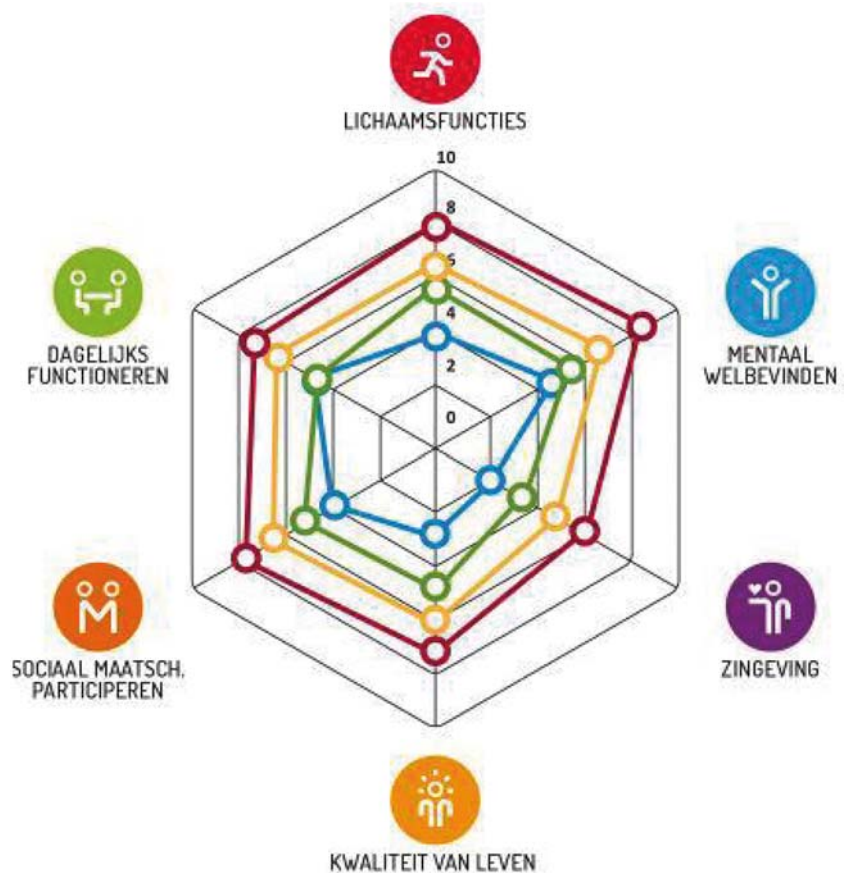 LICHAAMSFUNCTIES
10
8
6
4
2
0
DAGELIJKS
FUNCTIONEREN
MENTAAL
WELBEVINDEN
SOCIAAL MAATSCH.
PARTICIPEREN
ZINGEVING
KWALITEIT VAN LEVEN